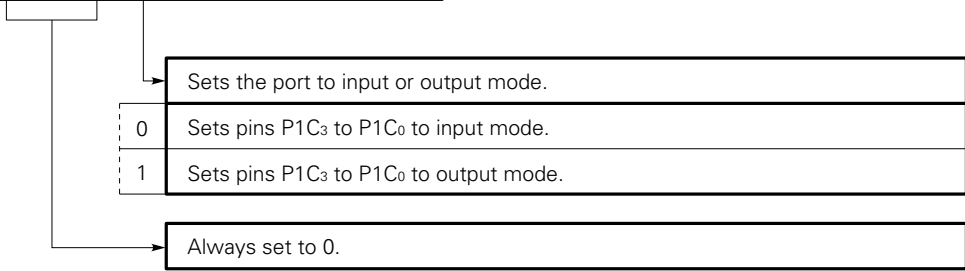 Sets the port to input or output mode.
0 Sets pins P1C₃ to P1C₀ to input mode.
1 Sets pins P1C₃ to P1C₀ to output mode.
Always set to 0.